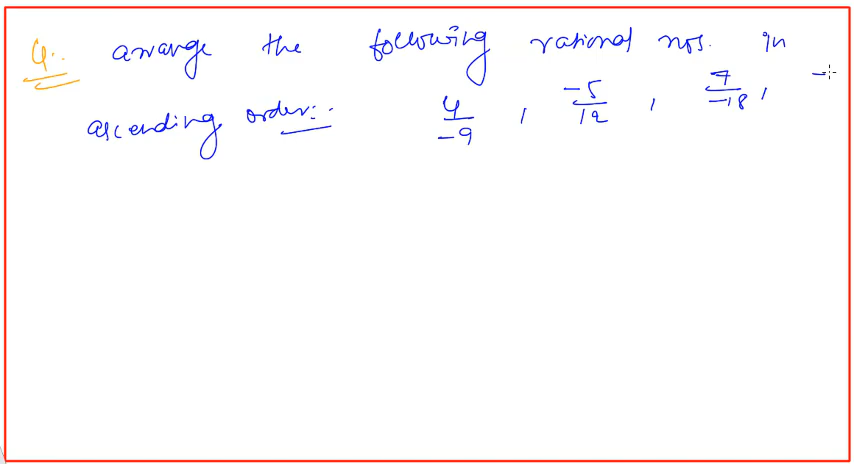 Q:. arrange the following rational nos. in
ascending order:- 4/-9 , -5/12 , 7/-18 , -